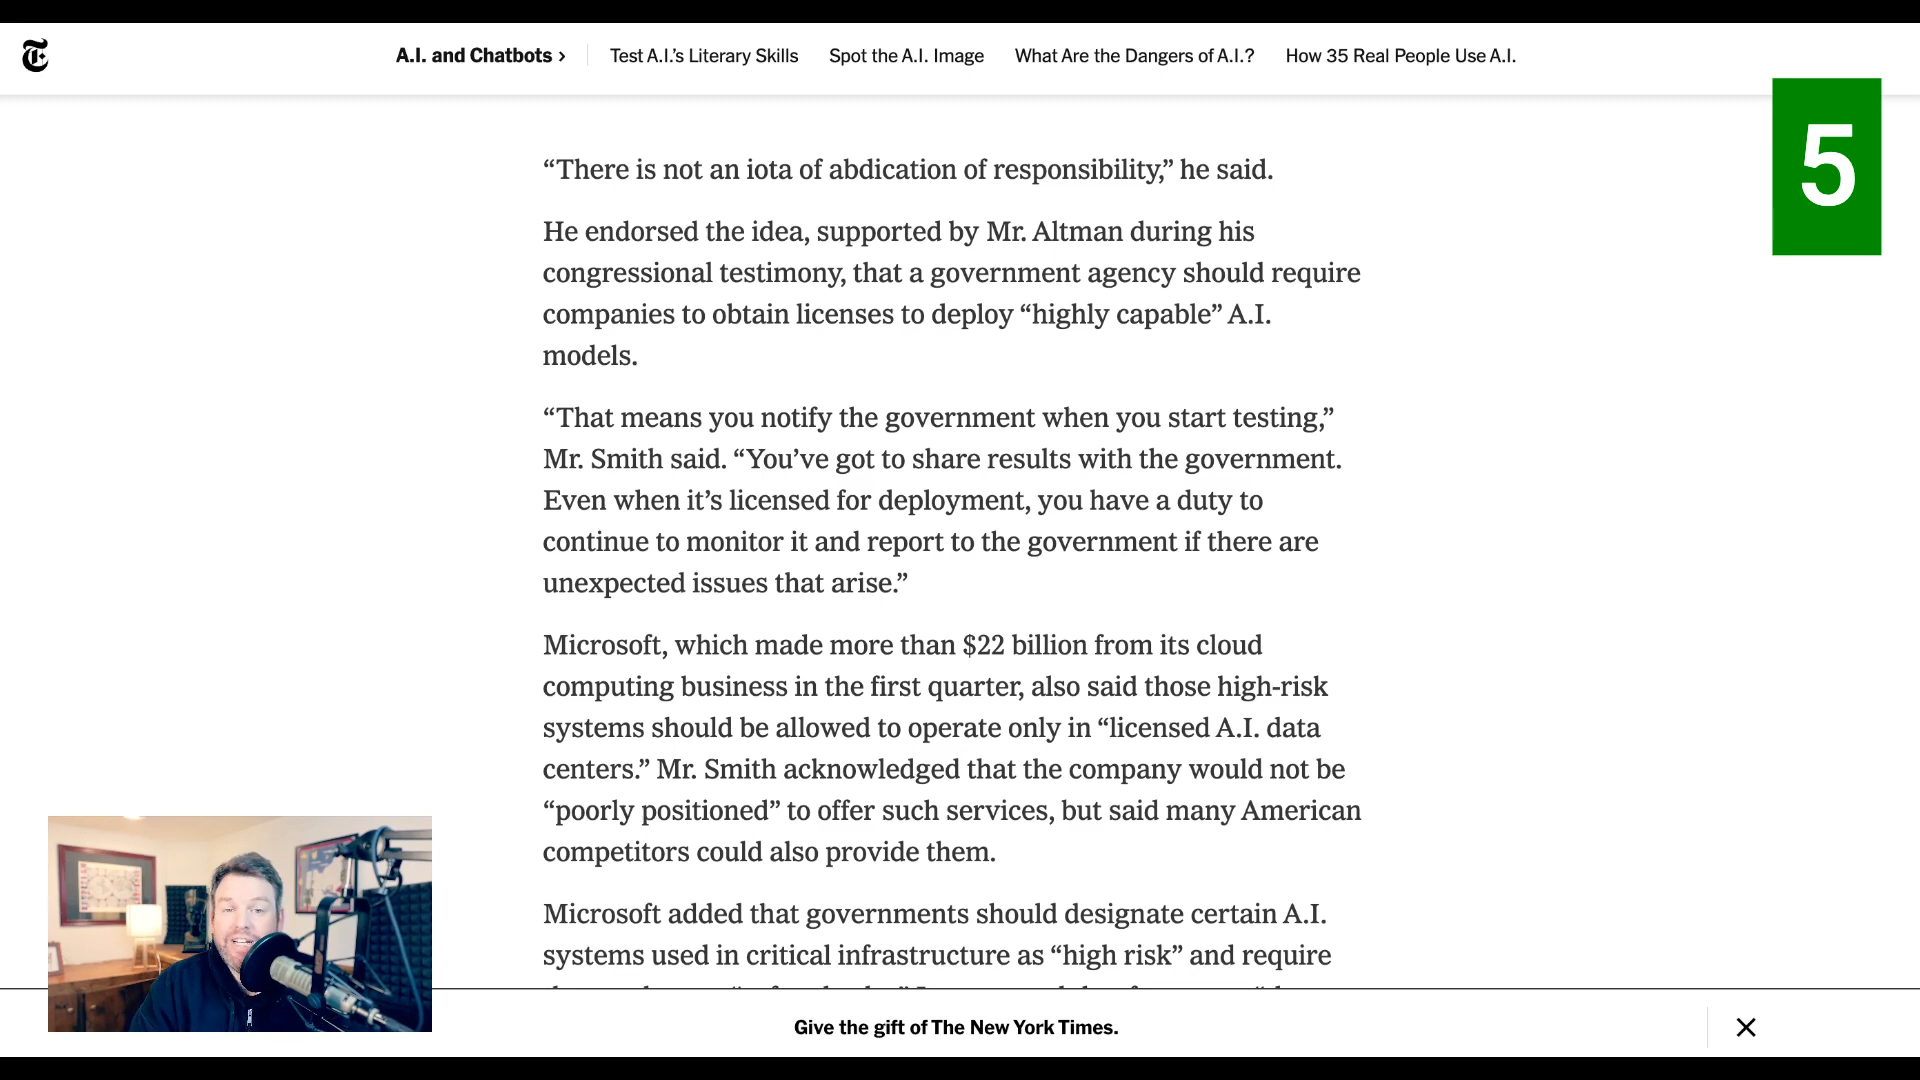 A.I. and Chatbots ›
Test A.I.’s Literary Skills
Spot the A.I. Image
What Are the Dangers of A.I.?
How 35 Real People Use A.I.
5
“There is not an iota of abdication of responsibility,” he said.
He endorsed the idea, supported by Mr. Altman during his
congressional testimony, that a government agency should require
companies to obtain licenses to deploy “highly capable” A.I.
models.
“That means you notify the government when you start testing,”
Mr. Smith said. “You’ve got to share results with the government.
Even when it’s licensed for deployment, you have a duty to
continue to monitor it and report to the government if there are
unexpected issues that arise.”
Microsoft, which made more than $22 billion from its cloud
computing business in the first quarter, also said those high-risk
systems should be allowed to operate only in “licensed A.I. data
centers.” Mr. Smith acknowledged that the company would not be
“poorly positioned” to offer such services, but said many American
competitors could also provide them.
Microsoft added that governments should designate certain A.I.
systems used in critical infrastructure as “high risk” and require
Give the gift of The New York Times.